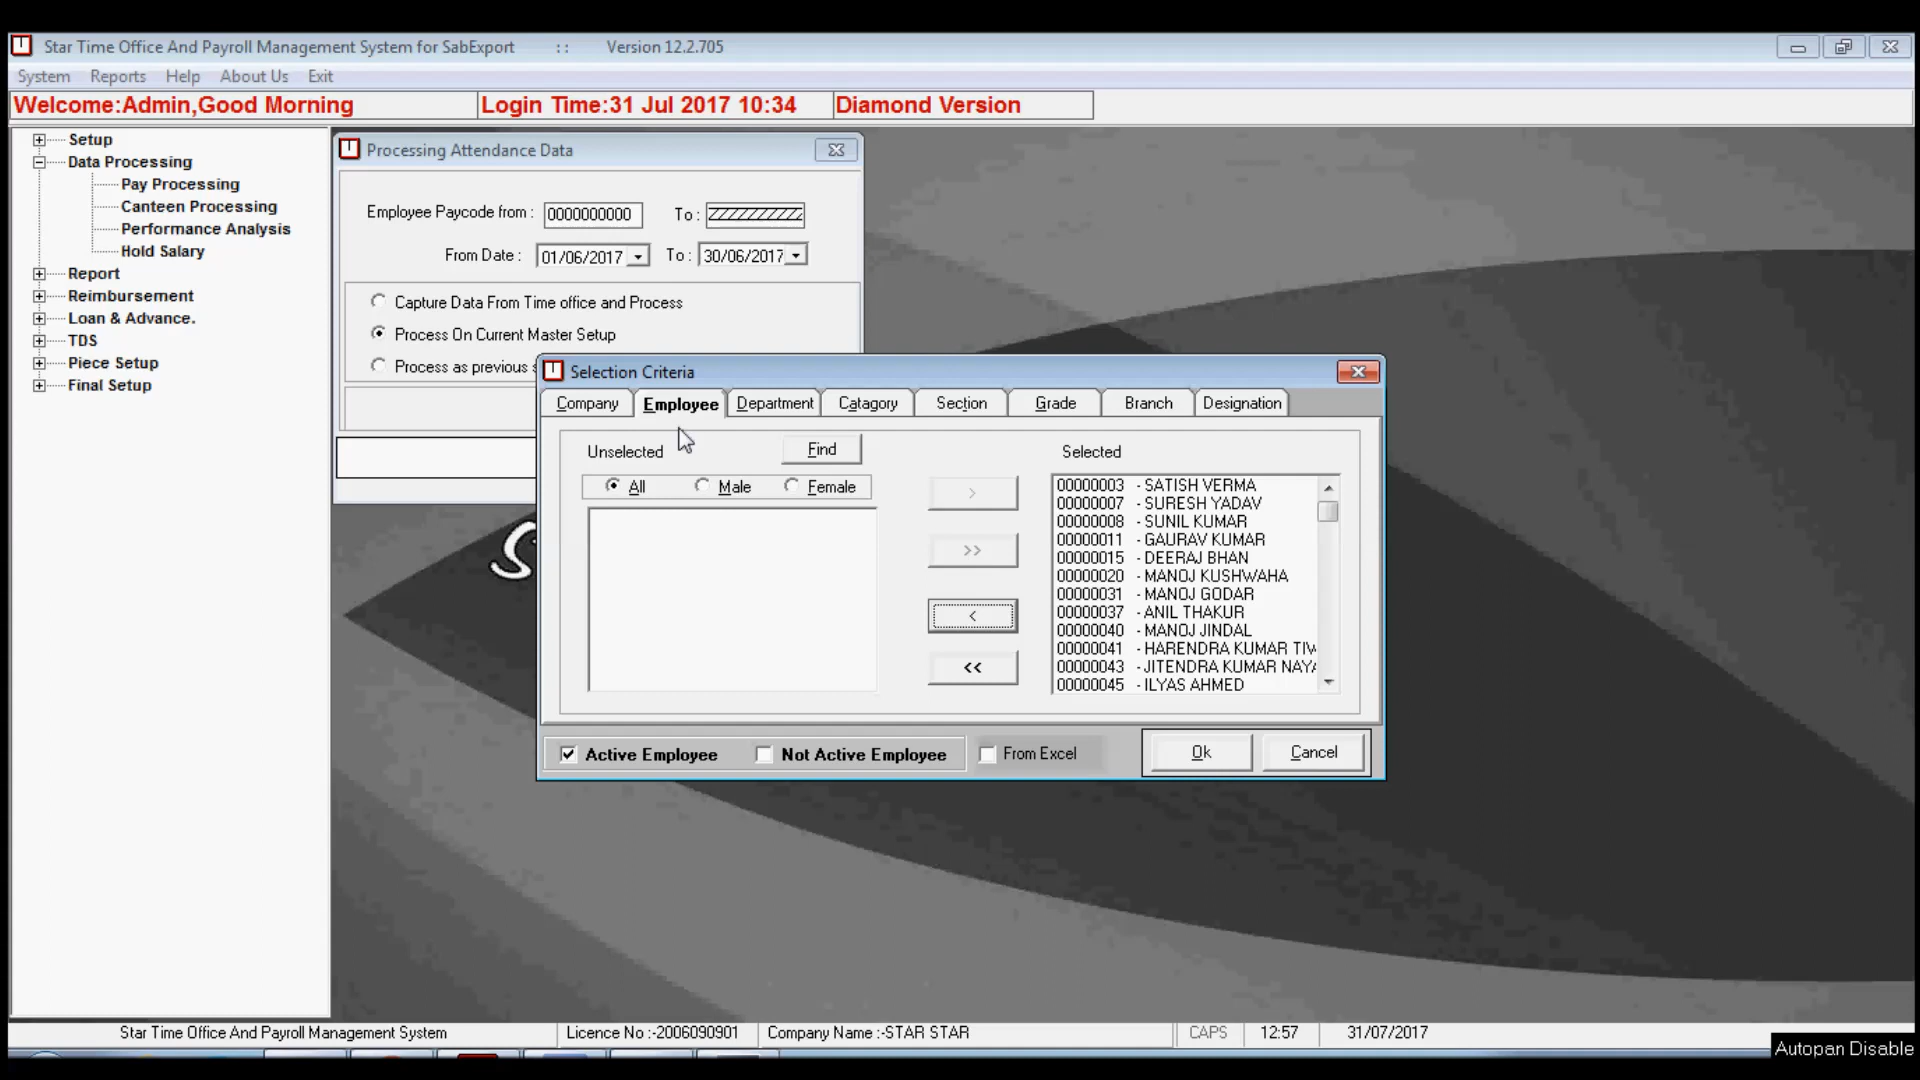 Star Time Office And Payroll Management System for SabExport :: Version 12.2.705
System Reports Help About Us Exit
Welcome:Admin,Good Morning Login Time:31 Jul 2017 10:34 Diamond Version
Setup
Data Processing
Pay Processing
Canteen Processing
Performance Analysis
Hold Salary
Report
Reimbursement
Loan & Advance.
TDS
Piece Setup
Final Setup
Processing Attendance Data
Employee Paycode from : 0000000000 To : ZZZZZZZZZZ
From Date : 01/06/2017 To : 30/06/2017
Capture Data From Time office and Process
Process On Current Master Setup
Process as previous
Selection Criteria
Company Employee Department Catagory Section Grade Branch Designation
Unselected Find Selected
All Male Female
>
>>
<
<<
00000003 - SATISH VERMA
00000007 - SURESH YADAV
00000008 - SUNIL KUMAR
00000011 - GAURAV KUMAR
00000015 - DEERAJ BHAN
00000020 - MANOJ KUSHWAHA
00000031 - MANOJ GODAR
00000037 - ANIL THAKUR
00000040 - MANOJ JINDAL
00000041 - HARENDRA KUMAR
00000043 - JITENDRA KUMAR
00000045 - ILYAS AHMED
Active Employee Not Active Employee From Excel Ok Cancel
Star Time Office And Payroll Management System Licence No :-2006090901 Company Name :-STAR STAR CAPS 12:57 31/07/2017
Autopan Disable